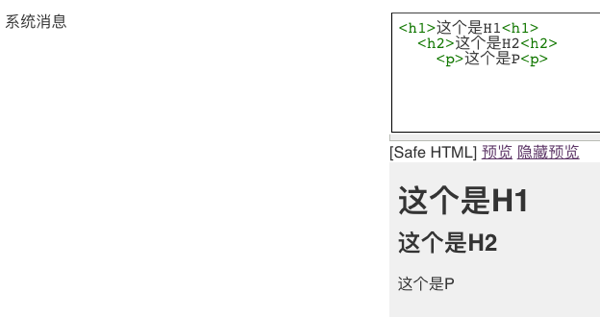 系统消息
<h1>这个是H1<h1>
<h2>这个是H2<h2>
<p>这个是P<p>
[Safe HTML] 预览 隐藏预览
这个是H1
这个是H2
这个是P